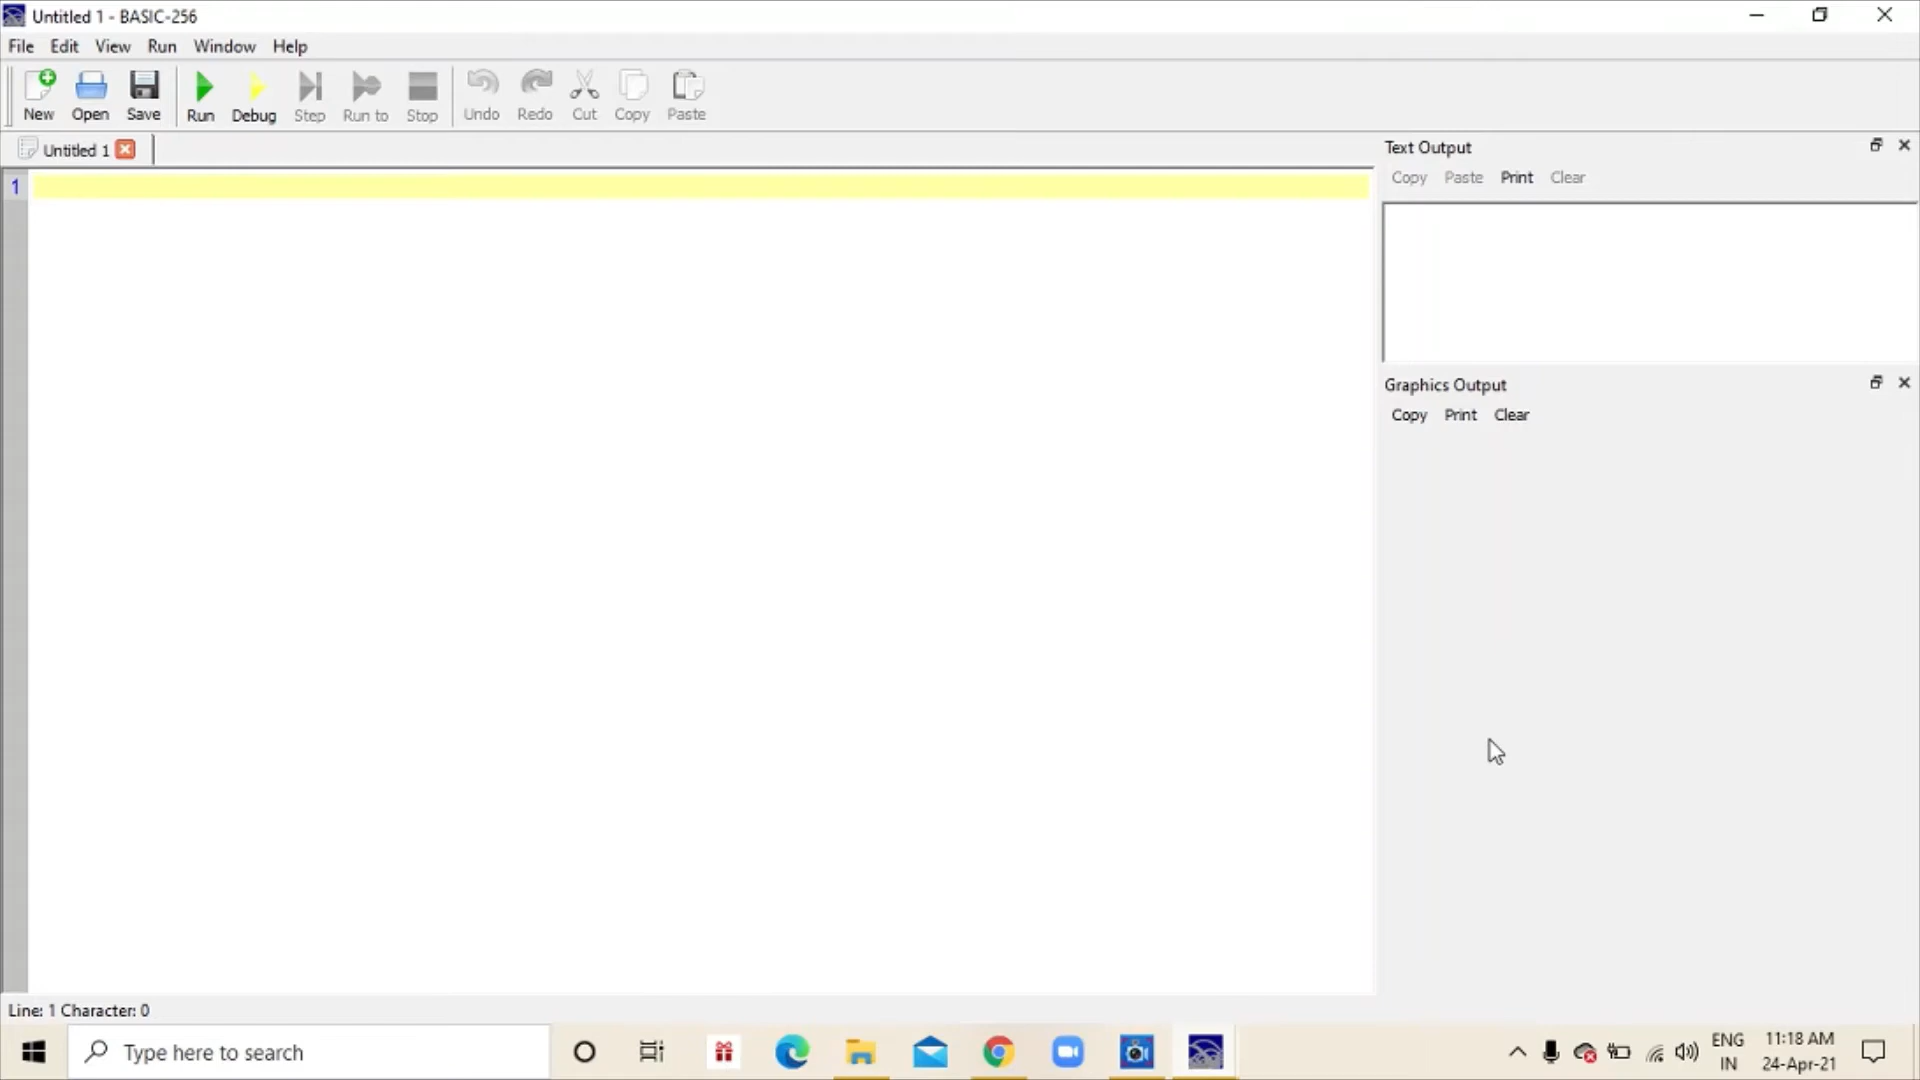 Untitled 1 - BASIC-256
File Edit View Run Window Help
New Open Save Run Debug Step Run to Stop Undo Redo Cut Copy Paste
Untitled 1
Text Output
Copy Paste Print Clear
1
Graphics Output
Copy Print Clear
Line: 1 Character: 0
Type here to search
ENG
IN
11:18 AM
24-Apr-21